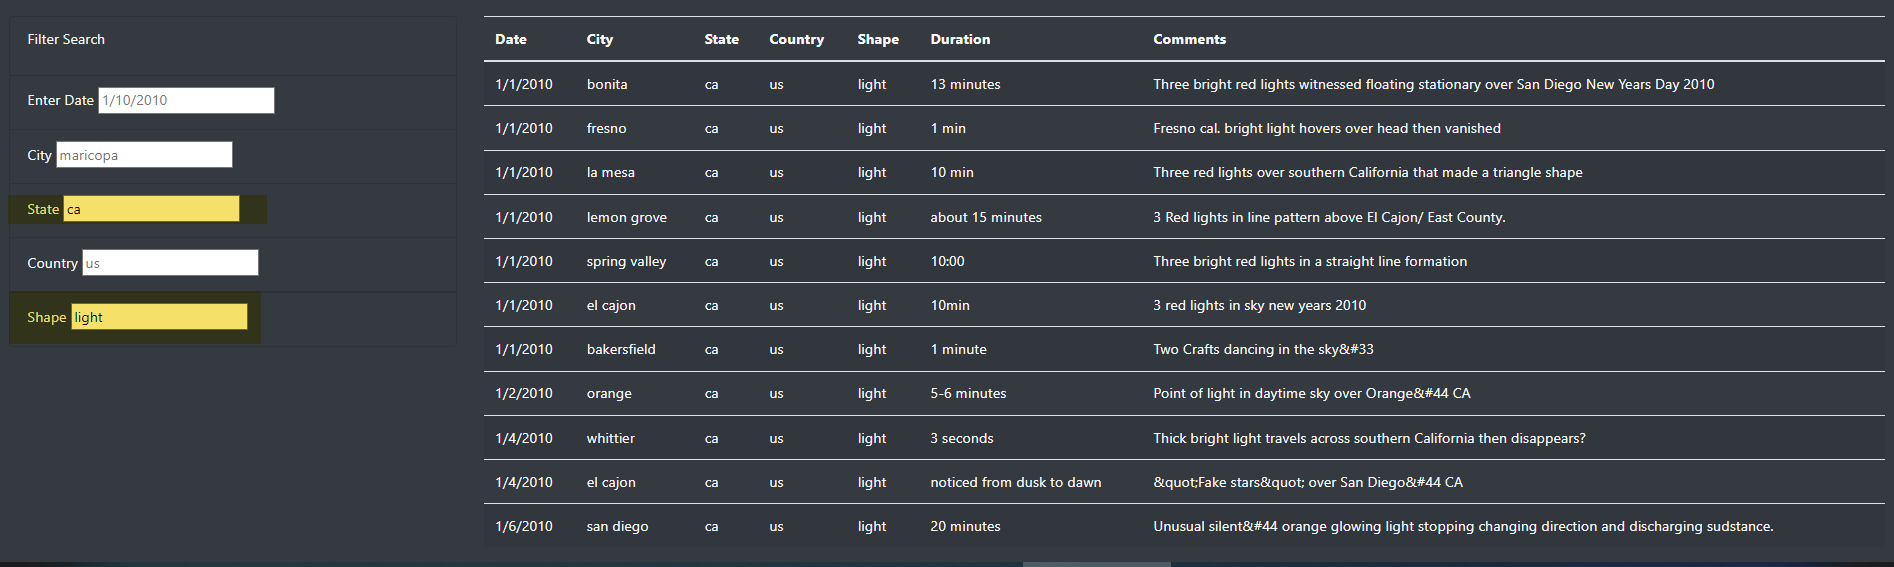 Filter Search
Enter Date 1/10/2010
City maricopa
State ca
Country us
Shape light
Date City State Country Shape Duration Comments
1/1/2010 bonita ca us light 13 minutes Three bright red lights witnessed floating stationary over San Diego New Years Day 2010
1/1/2010 fresno ca us light 1 min Fresno cal. bright light hovers over head then vanished
1/1/2010 la mesa ca us light 10 min Three red lights over southern California that made a triangle shape
1/1/2010 lemon grove ca us light about 15 minutes 3 Red lights in line pattern above El Cajon/ East County.
1/1/2010 spring valley ca us light 10:00 Three bright red lights in a straight line formation
1/1/2010 el cajon ca us light 10min 3 red lights in sky new years 2010
1/1/2010 bakersfield ca us light 1 minute Two Crafts dancing in the sky&#33
1/2/2010 orange ca us light 5-6 minutes Point of light in daytime sky over Orange&#44 CA
1/4/2010 whittier ca us light 3 seconds Thick bright light travels across southern California then disappears?
1/4/2010 el cajon ca us light noticed from dusk to dawn &quot;Fake stars&quot; over San Diego&#44 CA
1/6/2010 san diego ca us light 20 minutes Unusual silent&#44 orange glowing light stopping changing direction and discharging sudstance.